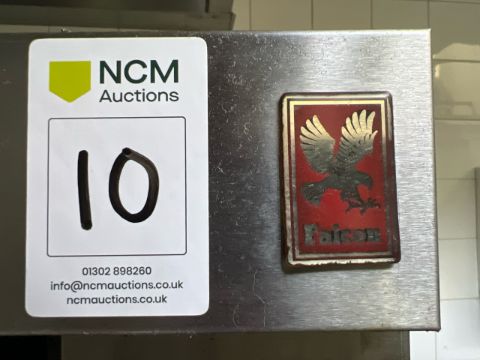 NCM
Auctions
10
01302 898260
info@ncmauctions.co.uk
ncmauctions.co.uk
Falcon